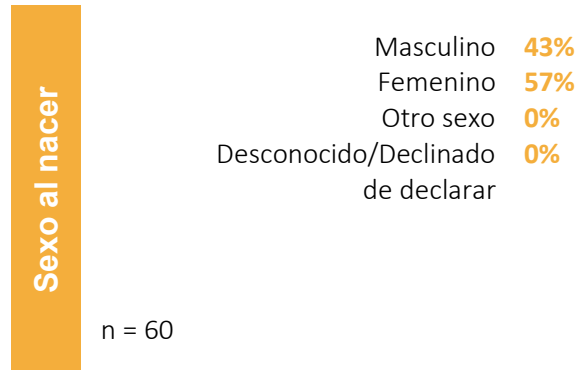 Sexo al nacer
Masculino 43%
Femenino 57%
Otro sexo 0%
Desconocido/Declinado 0%
de declarar
n = 60